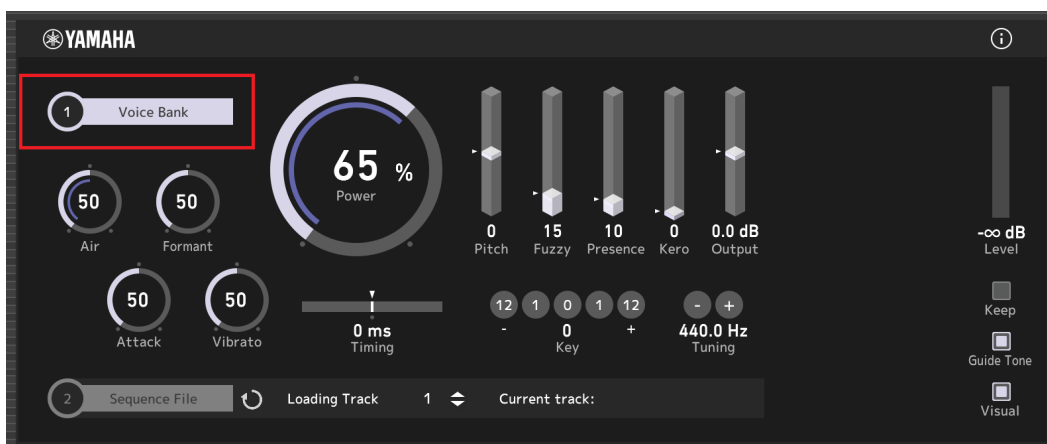 YAMAHA
i
1 Voice Bank
50
Air
50
Formant
50
Attack
50
Vibrato
65 %
Power
0
Pitch
15
Fuzzy
10
Presence
0
Kero
0.0 dB
Output
-∞ dB
Level
0 ms
Timing
12 1 0 1 12
- 0 +
Key
- +
440.0 Hz
Tuning
Keep
Guide Tone
Visual
2 Sequence File Loading Track 1 Current track: